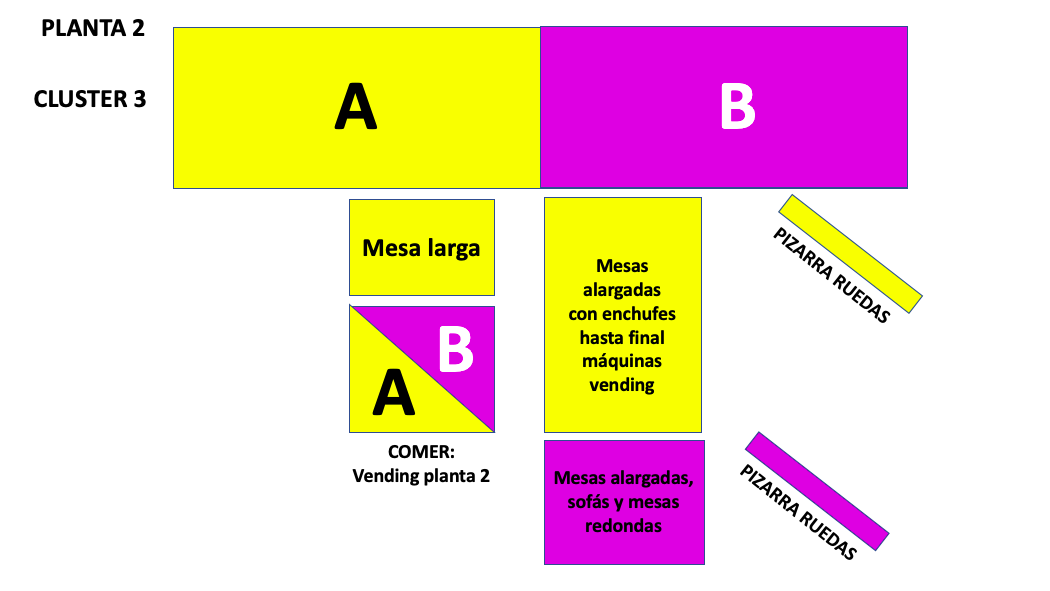 PLANTA 2
CLUSTER 3
A
B
Mesa larga
Mesas
alargadas
con enchufes
hasta final
máquinas
vending
PIZARRA RUEDAS
B
A
COMER:
Vending planta 2
Mesas alargadas,
sofás y mesas
redondas
PIZARRA RUEDAS